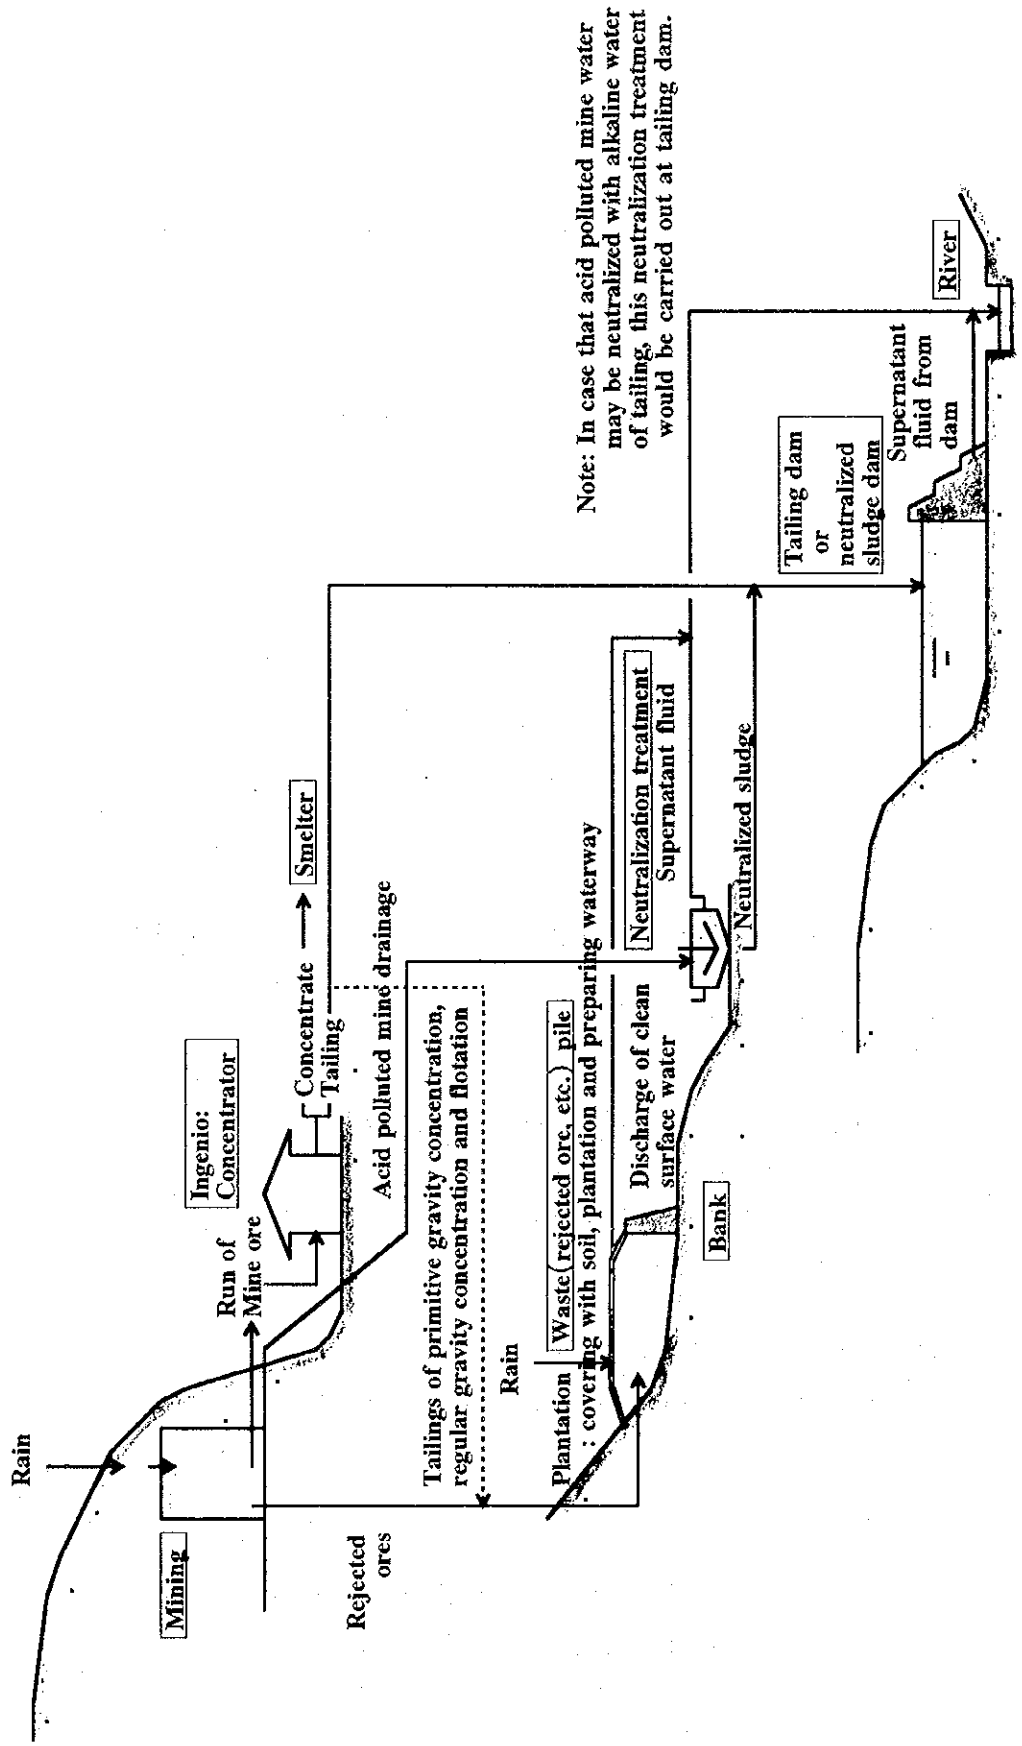 Rain
Mining
Run of
Mine ore
Ingenio:
Concentrator
Concentrate
Tailing
Smelter
Rejected
ores
Acid polluted mine drainage
Tailings of primitive gravity concentration,
regular gravity concentration and flotation
Rain
Plantation
Waste(rejected ore, etc.) pile
: covering with soil, plantation and preparing waterway
Discharge of clean
surface water
Bank
Neutralization treatment
Supernatant fluid
Neutralized sludge
Note: In case that acid polluted mine water
may be neutralized with alkaline water
of tailing, this neutralization treatment
would be carried out at tailing dam.
Tailing dam
or
neutralized
sludge dam
Supernatant
fluid from
dam
River